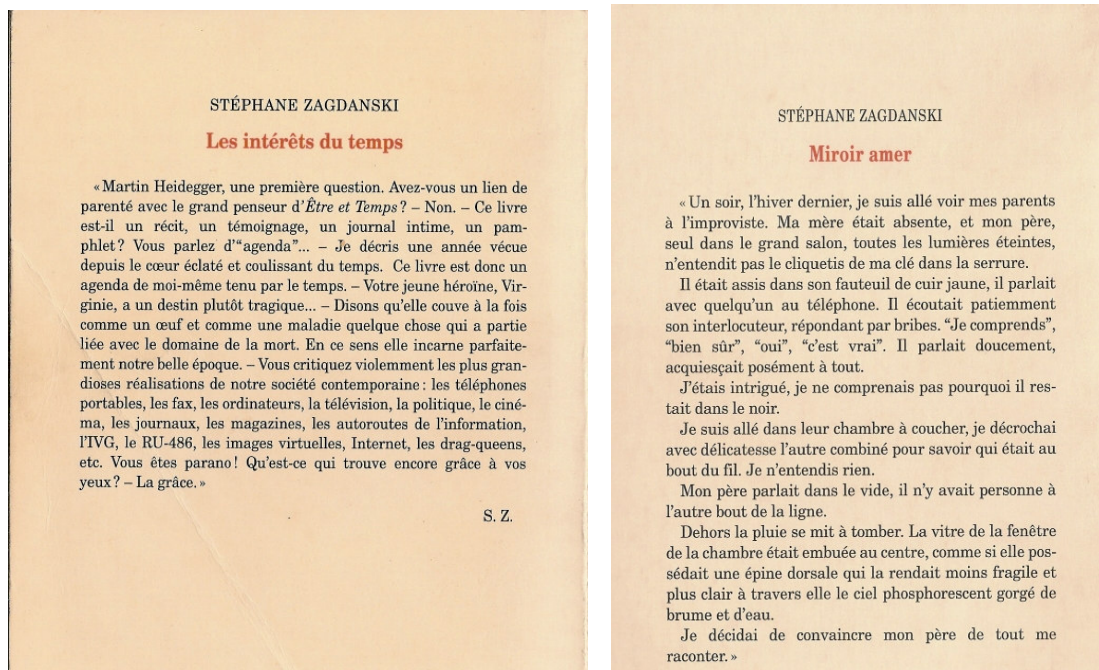 STÉPHANE ZAGDANSKI
Les intérêts du temps
« Martin Heidegger, une première question. Avez-vous un lien de
parenté avec le grand penseur d'Être et Temps ? – Non. – Ce livre
est-il un récit, un témoignage, un journal intime, un pam-
phlet ? Vous parlez d'“agenda”... – Je décris une année vécue
depuis le cœur éclaté et coulissant du temps. Ce livre est donc un
agenda de moi-même tenu par le temps. – Votre jeune héroïne, Vir-
ginie, a un destin plutôt tragique... – Disons qu'elle couve à la fois
comme un œuf et comme une maladie quelque chose qui a partie
liée avec le domaine de la mort. En ce sens elle incarne parfaite-
ment notre belle époque. – Vous critiquez violemment les plus gran-
dioses réalisations de notre société contemporaine : les téléphones
portables, les fax, les ordinateurs, la télévision, la politique, le ciné-
ma, les journaux, les magazines, les autoroutes de l'information,
l'IVG, le RU-486, les images virtuelles, Internet, les drag-queens,
etc. Vous êtes parano ! Qu'est-ce qui trouve encore grâce à vos
yeux ? – La grâce. »
S. Z.
STÉPHANE ZAGDANSKI
Miroir amer
« Un soir, l'hiver dernier, je suis allé voir mes parents
à l'improviste. Ma mère était absente, et mon père,
seul dans le grand salon, toutes les lumières éteintes,
n'entendit pas le cliquetis de ma clé dans la serrure.
Il était assis dans son fauteuil de cuir jaune, il parlait
avec quelqu'un au téléphone. Il écoutait patiemment
son interlocuteur, répondant par bribes. “Je comprends”,
“bien sûr”, “oui”, “c'est vrai”. Il parlait doucement,
acquiesçait posément à tout.
J'étais intrigué, je ne comprenais pas pourquoi il res-
tait dans le noir.
Je suis allé dans leur chambre à coucher, je décrochai
avec délicatesse l'autre combiné pour savoir qui était au
bout du fil. Je n'entendis rien.
Mon père parlait dans le vide, il n'y avait personne à
l'autre bout de la ligne.
Dehors la pluie se mit à tomber. La vitre de la fenêtre
de la chambre était embuée au centre, comme si elle pos-
sédait une épine dorsale qui la rendait moins fragile et
plus clair à travers elle le ciel phosphorescent gorgé de
brume et d'eau.
Je décidai de convaincre mon père de tout me
raconter. »